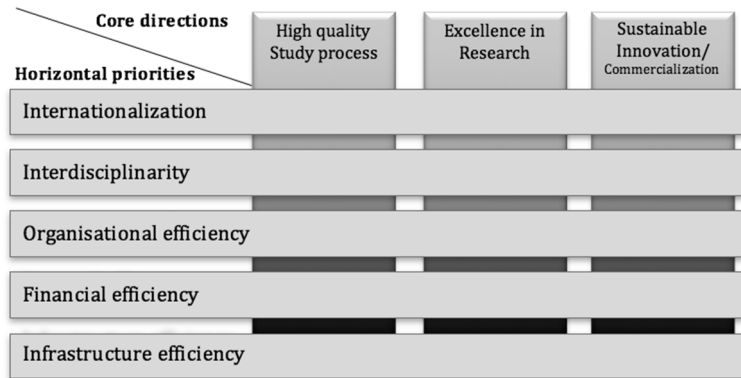 Core directions
Horizontal priorities
High quality
Study process
Excellence in
Research
Sustainable
Innovation/
Commercialization
Internationalization
Interdisciplinarity
Organisational efficiency
Financial efficiency
Infrastructure efficiency